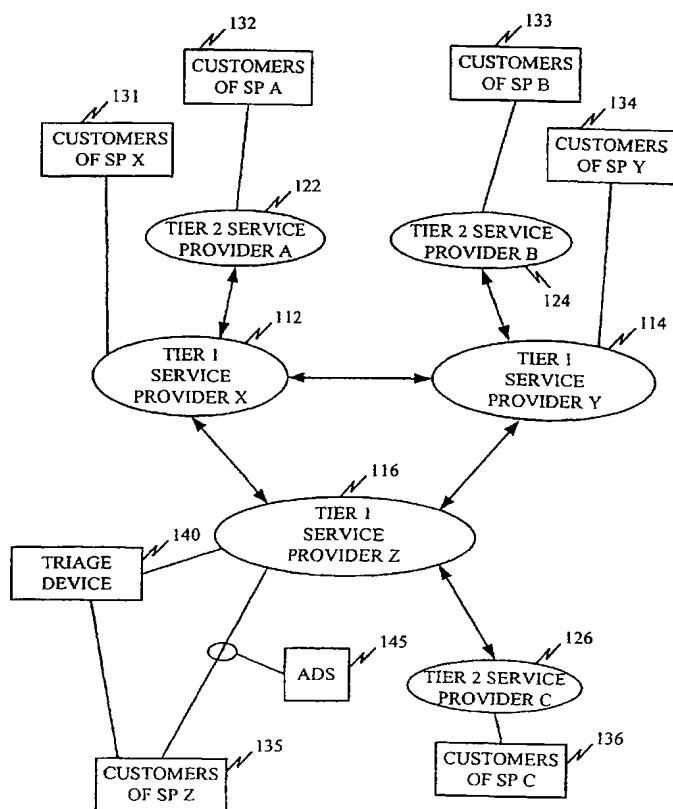 132
133
CUSTOMERS
OF SP A
CUSTOMERS
OF SP B
131
134
CUSTOMERS
OF SP X
CUSTOMERS
OF SP Y
122
TIER 2 SERVICE
PROVIDER A
TIER 2 SERVICE
PROVIDER B
124
112
114
TIER 1
SERVICE
PROVIDER X
TIER 1
SERVICE
PROVIDER Y
116
TIER 1
SERVICE
PROVIDER Z
140
TRIAGE
DEVICE
145
ADS
126
TIER 2 SERVICE
PROVIDER C
135
CUSTOMERS
OF SP Z
136
CUSTOMERS
OF SP C